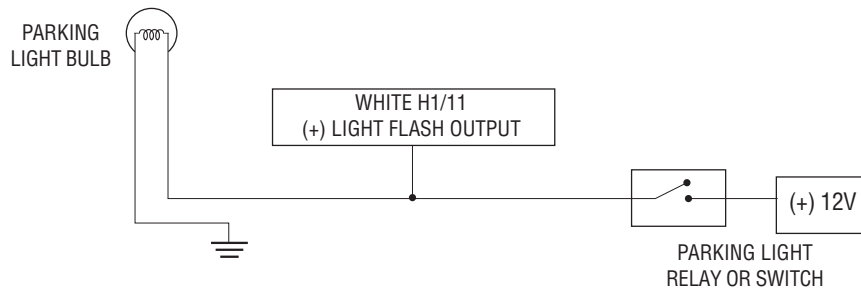 PARKING
LIGHT BULB
WHITE H1/11
(+) LIGHT FLASH OUTPUT
(+) 12V
PARKING LIGHT
RELAY OR SWITCH